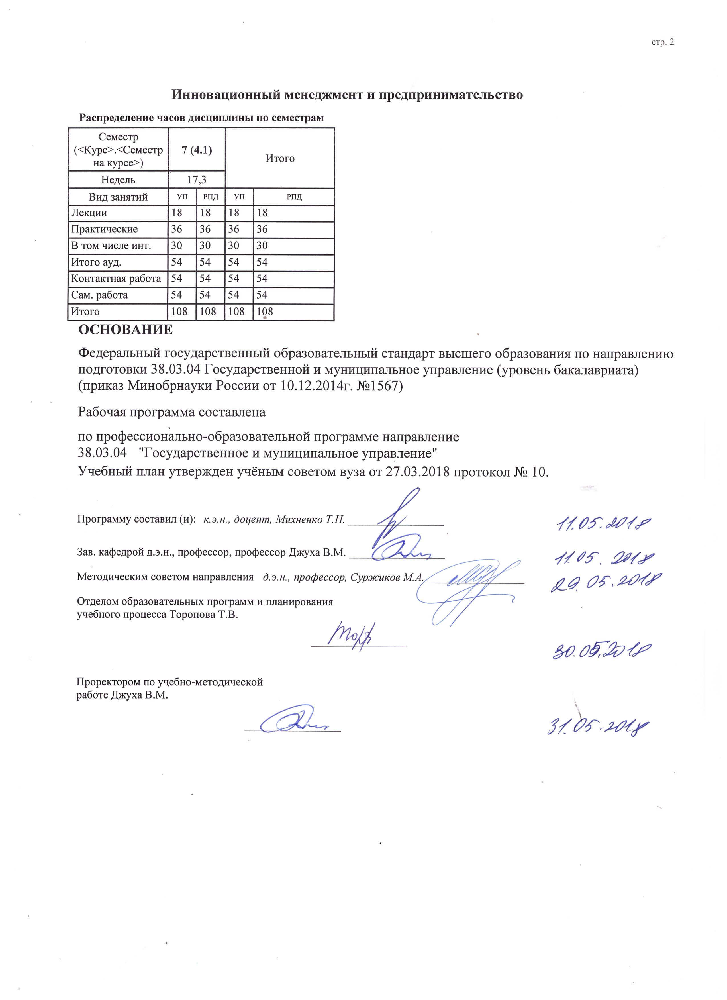 стр. 2
Инновационный менеджмент и предпринимательство
Распределение часов дисциплины по семестрам
Семестр
(<Курс>.<Семестр
на курсе>)
7 (4.1)
Итого
Недель 17,3
Вид занятий УП РПД УП РПД
Лекции 18 18 18 18
Практические 36 36 36 36
В том числе инт. 30 30 30 30
Итого ауд. 54 54 54 54
Контактная работа 54 54 54 54
Сам. работа 54 54 54 54
Итого 108 108 108 108
ОСНОВАНИЕ
Федеральный государственный образовательный стандарт высшего образования по направлению
подготовки 38.03.04 Государственной и муниципальное управление (уровень бакалавриата)
(приказ Минобрнауки России от 10.12.2014г. №1567)
Рабочая программа составлена
по профессионально-образовательной программе направление
38.03.04 "Государственное и муниципальное управление"
Учебный план утвержден учёным советом вуза от 27.03.2018 протокол № 10.
Программу составил (и): к.э.н., доцент, Михненко Т.Н. 11.05.2018
Зав. кафедрой д.э.н., профессор, профессор Джуха В.М. 11.05.2018
Методическим советом направления д.э.н., профессор, Суржиков М.А. 29.05.2018
Отделом образовательных программ и планирования
учебного процесса Торопова Т.В.
30.05.2018
Проректором по учебно-методической
работе Джуха В.М.
31.05.2018